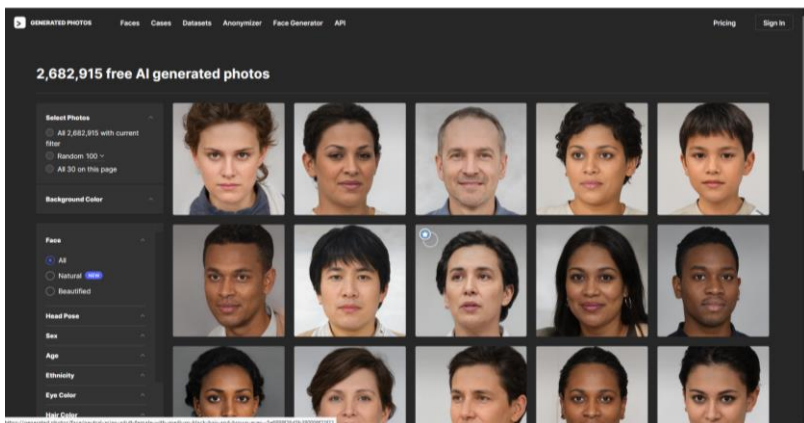 GENERATED PHOTOS Faces Cases Datasets Anonymizer Face Generator API Pricing Sign In
2,682,915 free AI generated photos
Select Photos
All 2,682,915 with current
filter
Random 100
All 30 on this page
Background Color
Face
All
Natural NEW
Beautified
Head Pose
Sex
Age
Ethnicity
Eye Color
Hair Color